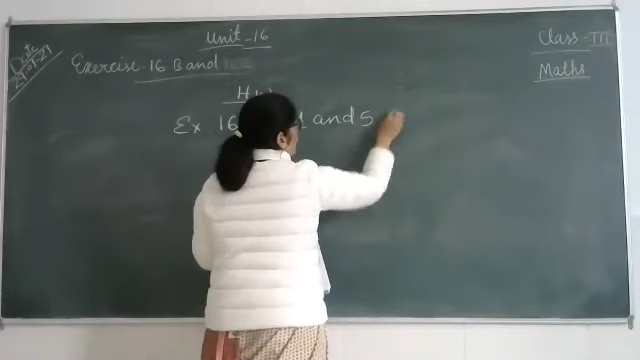 Unit-16
Class-III
Date
Maths
Exercise-16 B and
Ex 16
and 5